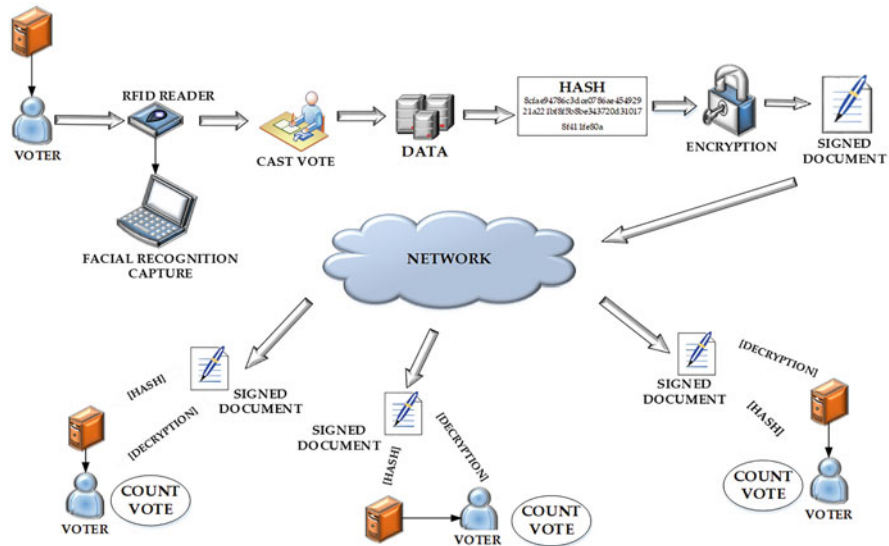 RFID READER
VOTER
CAST VOTE
DATA
HASH
8cfae94786c3dce0786ae454929
21a221bf8f5b8be343720d31017
8f411fe80a
ENCRYPTION
SIGNED
DOCUMENT
FACIAL RECOGNITION
CAPTURE
NETWORK
[HASH]
SIGNED
DOCUMENT
[DECRYPTION]
VOTER
COUNT
VOTE
SIGNED
DOCUMENT
[DECRYPTION]
[HASH]
VOTER
COUNT
VOTE
SIGNED
DOCUMENT
[DECRYPTION]
[HASH]
COUNT
VOTE
VOTER